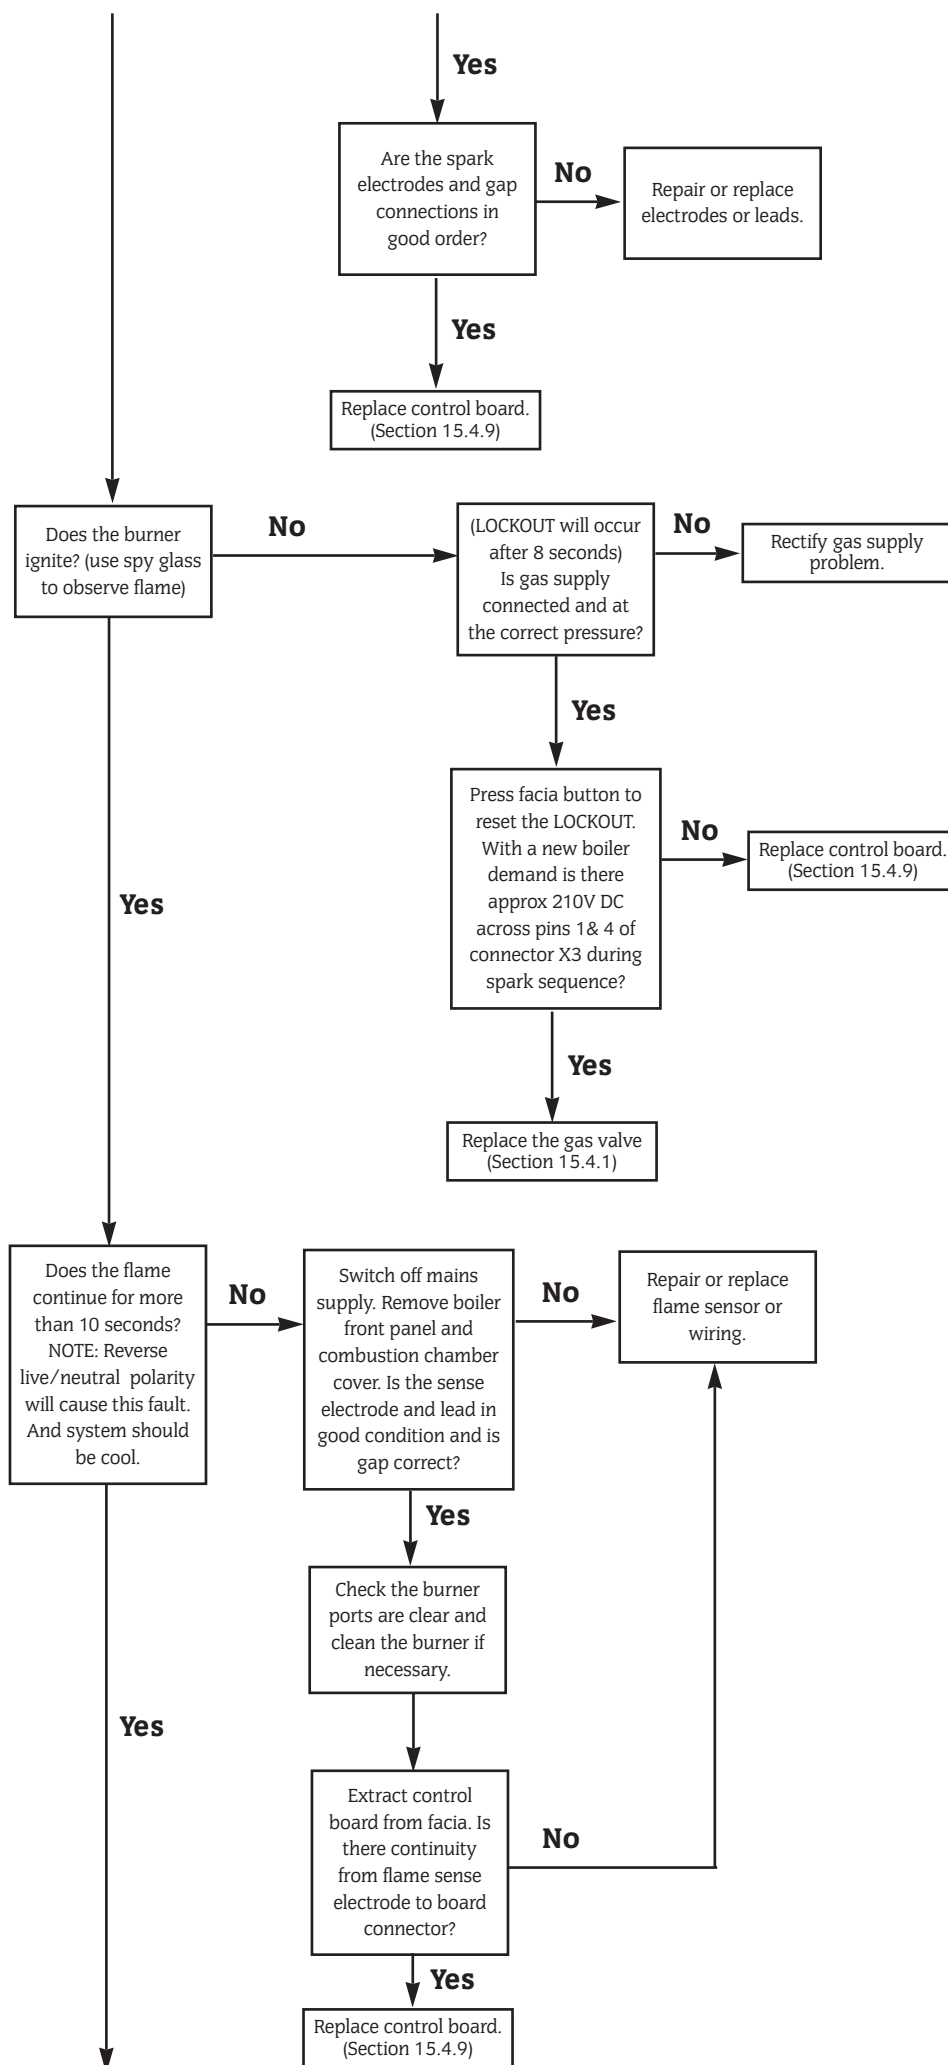 Yes
Are the spark
electrodes and gap
connections in
good order?
No
Repair or replace
electrodes or leads.
Yes
Replace control board.
(Section 15.4.9)
Does the burner
ignite? (use spy glass
to observe flame)
No
(LOCKOUT will occur
after 8 seconds)
Is gas supply
connected and at
the correct pressure?
No
Rectify gas supply
problem.
Yes
Press facia button to
reset the LOCKOUT.
With a new boiler
demand is there
approx 210V DC
across pins 1& 4 of
connector X3 during
spark sequence?
No
Replace control board.
(Section 15.4.9)
Yes
Replace the gas valve
(Section 15.4.1)
Yes
Does the flame
continue for more
than 10 seconds?
NOTE: Reverse
live/neutral polarity
will cause this fault.
And system should
be cool.
No
Switch off mains
supply. Remove boiler
front panel and
combustion chamber
cover. Is the sense
electrode and lead in
good condition and is
gap correct?
No
Repair or replace
flame sensor or
wiring.
Yes
Check the burner
ports are clear and
clean the burner if
necessary.
Extract control
board from facia. Is
there continuity
from flame sense
electrode to board
connector?
No
Yes
Replace control board.
(Section 15.4.9)
Yes